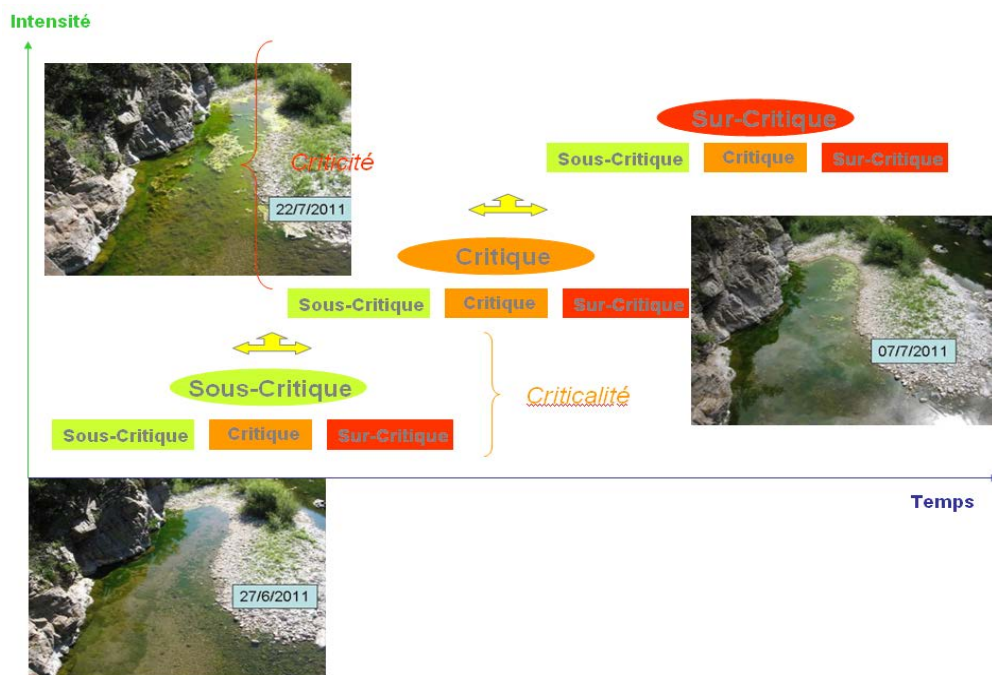 Intensité
Sur-Critique
Sous-Critique Critique Sur-Critique
Criticité
22/7/2011
Critique
Sous-Critique Critique Sur-Critique
07/7/2011
Sous-Critique
Criticalité
Sous-Critique Critique Sur-Critique
Temps
27/6/2011